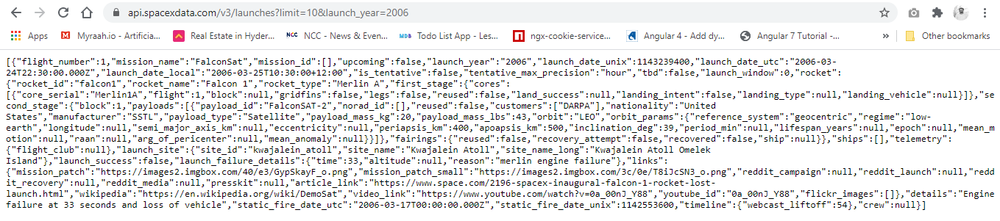 api.spacexdata.com/v3/launches?limit=10&launch_year=2006
Apps Myraah.io - Artificia... Real Estate in Hyder... NCC NCC - News & Even... MDB Todo List App - Les... ngx-cookie-service... Angular 4 - Add dy... Angular 7 Tutorial -... » Other bookmarks
[{"flight_number":1,"mission_name":"FalconSat","mission_id":[],"upcoming":false,"launch_year":"2006","launch_date_unix":1143239400,"launch_date_utc":"2006-03-
24T22:30:00.000Z","launch_date_local":"2006-03-25T10:30:00+12:00","is_tentative":false,"tentative_max_precision":"hour","tbd":false,"launch_window":0,"rocket":
{"rocket_id":"falcon1","rocket_name":"Falcon 1","rocket_type":"Merlin A","first_stage":{"cores":
[{"core_serial":"Merlin1A","flight":1,"block":null,"gridfins":false,"legs":false,"reused":false,"land_success":null,"landing_intent":false,"landing_type":null,"landing_vehicle":null}]},"se
cond_stage":{"block":1,"payloads":[{"payload_id":"FalconSAT-2","norad_id":[],"reused":false,"customers":["DARPA"],"nationality":"United
States","manufacturer":"SSTL","payload_type":"Satellite","payload_mass_kg":20,"payload_mass_lbs":43,"orbit":"LEO","orbit_params":{"reference_system":"geocentric","regime":"low-
earth","longitude":null,"semi_major_axis_km":null,"eccentricity":null,"periapsis_km":400,"apoapsis_km":500,"inclination_deg":39,"period_min":null,"lifespan_years":null,"epoch":null,"mean_m
otion":null,"raan":null,"arg_of_pericenter":null,"mean_anomaly":null}}]},"fairings":{"reused":false,"recovery_attempt":false,"recovered":false,"ship":null}},"ships":[],"telemetry":
{"flight_club":null},"launch_site":{"site_id":"kwajalein_atoll","site_name":"Kwajalein Atoll","site_name_long":"Kwajalein Atoll Omelek
Island"},"launch_success":false,"launch_failure_details":{"time":33,"altitude":null,"reason":"merlin engine failure"},"links":
{"mission_patch":"https://images2.imgbox.com/40/e3/GypSkayF_o.png","mission_patch_small":"https://images2.imgbox.com/3c/0e/T8iJcSN3_o.png","reddit_campaign":null,"reddit_launch":null,"redd
it_recovery":null,"reddit_media":null,"presskit":null,"article_link":"https://www.space.com/2196-spacex-inaugural-falcon-1-rocket-lost-
launch.html","wikipedia":"https://en.wikipedia.org/wiki/DemoSat","video_link":"https://www.youtube.com/watch?v=0a_00nJ_Y88","youtube_id":"0a_00nJ_Y88","flickr_images":[]},"details":"Engine
failure at 33 seconds and loss of vehicle","static_fire_date_utc":"2006-03-17T00:00:00.000Z","static_fire_date_unix":1142553600,"timeline":{"webcast_liftoff":54},"crew":null}]